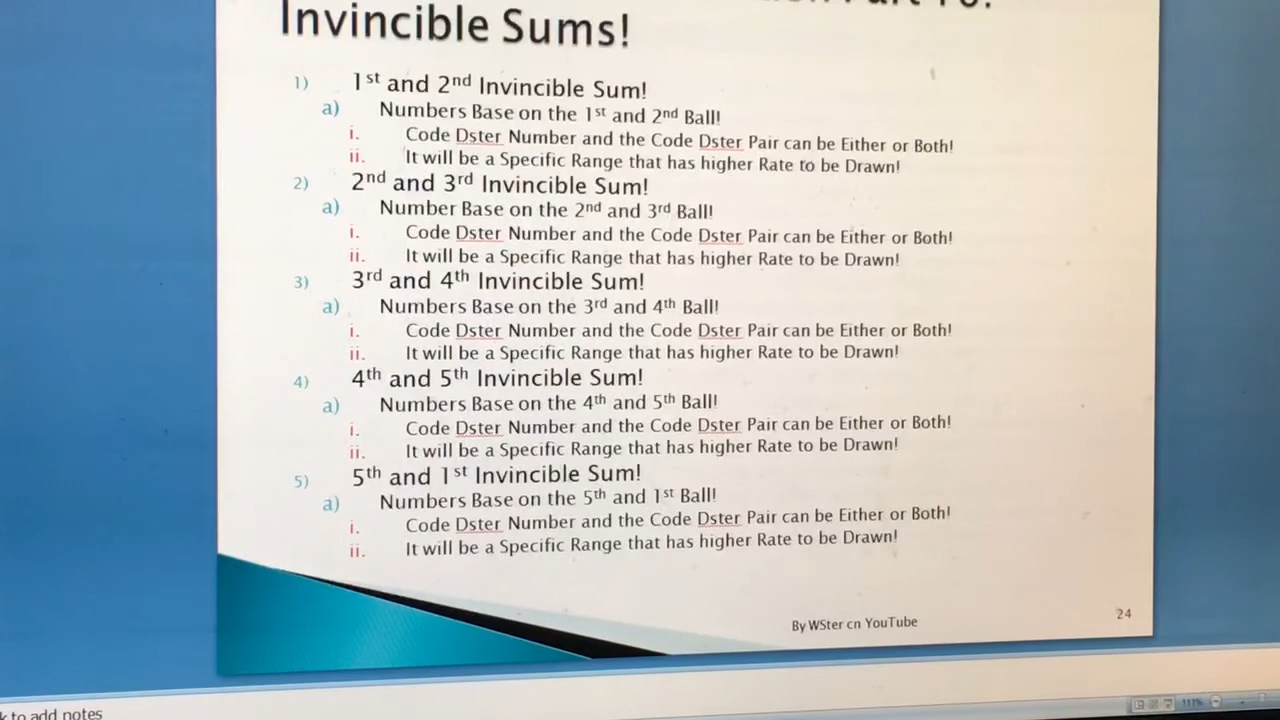 Invincible Sums!
1) 1st and 2nd Invincible Sum!
a) Numbers Base on the 1st and 2nd Ball!
i. Code Dster Number and the Code Dster Pair can be Either or Both!
ii. It will be a Specific Range that has higher Rate to be Drawn!
2) 2nd and 3rd Invincible Sum!
a) Number Base on the 2nd and 3rd Ball!
i. Code Dster Number and the Code Dster Pair can be Either or Both!
ii. It will be a Specific Range that has higher Rate to be Drawn!
3) 3rd and 4th Invincible Sum!
a) Numbers Base on the 3rd and 4th Ball!
i. Code Dster Number and the Code Dster Pair can be Either or Both!
ii. It will be a Specific Range that has higher Rate to be Drawn!
4) 4th and 5th Invincible Sum!
a) Numbers Base on the 4th and 5th Ball!
i. Code Dster Number and the Code Dster Pair can be Either or Both!
ii. It will be a Specific Range that has higher Rate to be Drawn!
5) 5th and 1st Invincible Sum!
a) Numbers Base on the 5th and 1st Ball!
i. Code Dster Number and the Code Dster Pair can be Either or Both!
ii. It will be a Specific Range that has higher Rate to be Drawn!
By WSter cn YouTube
24
to add notes
111%